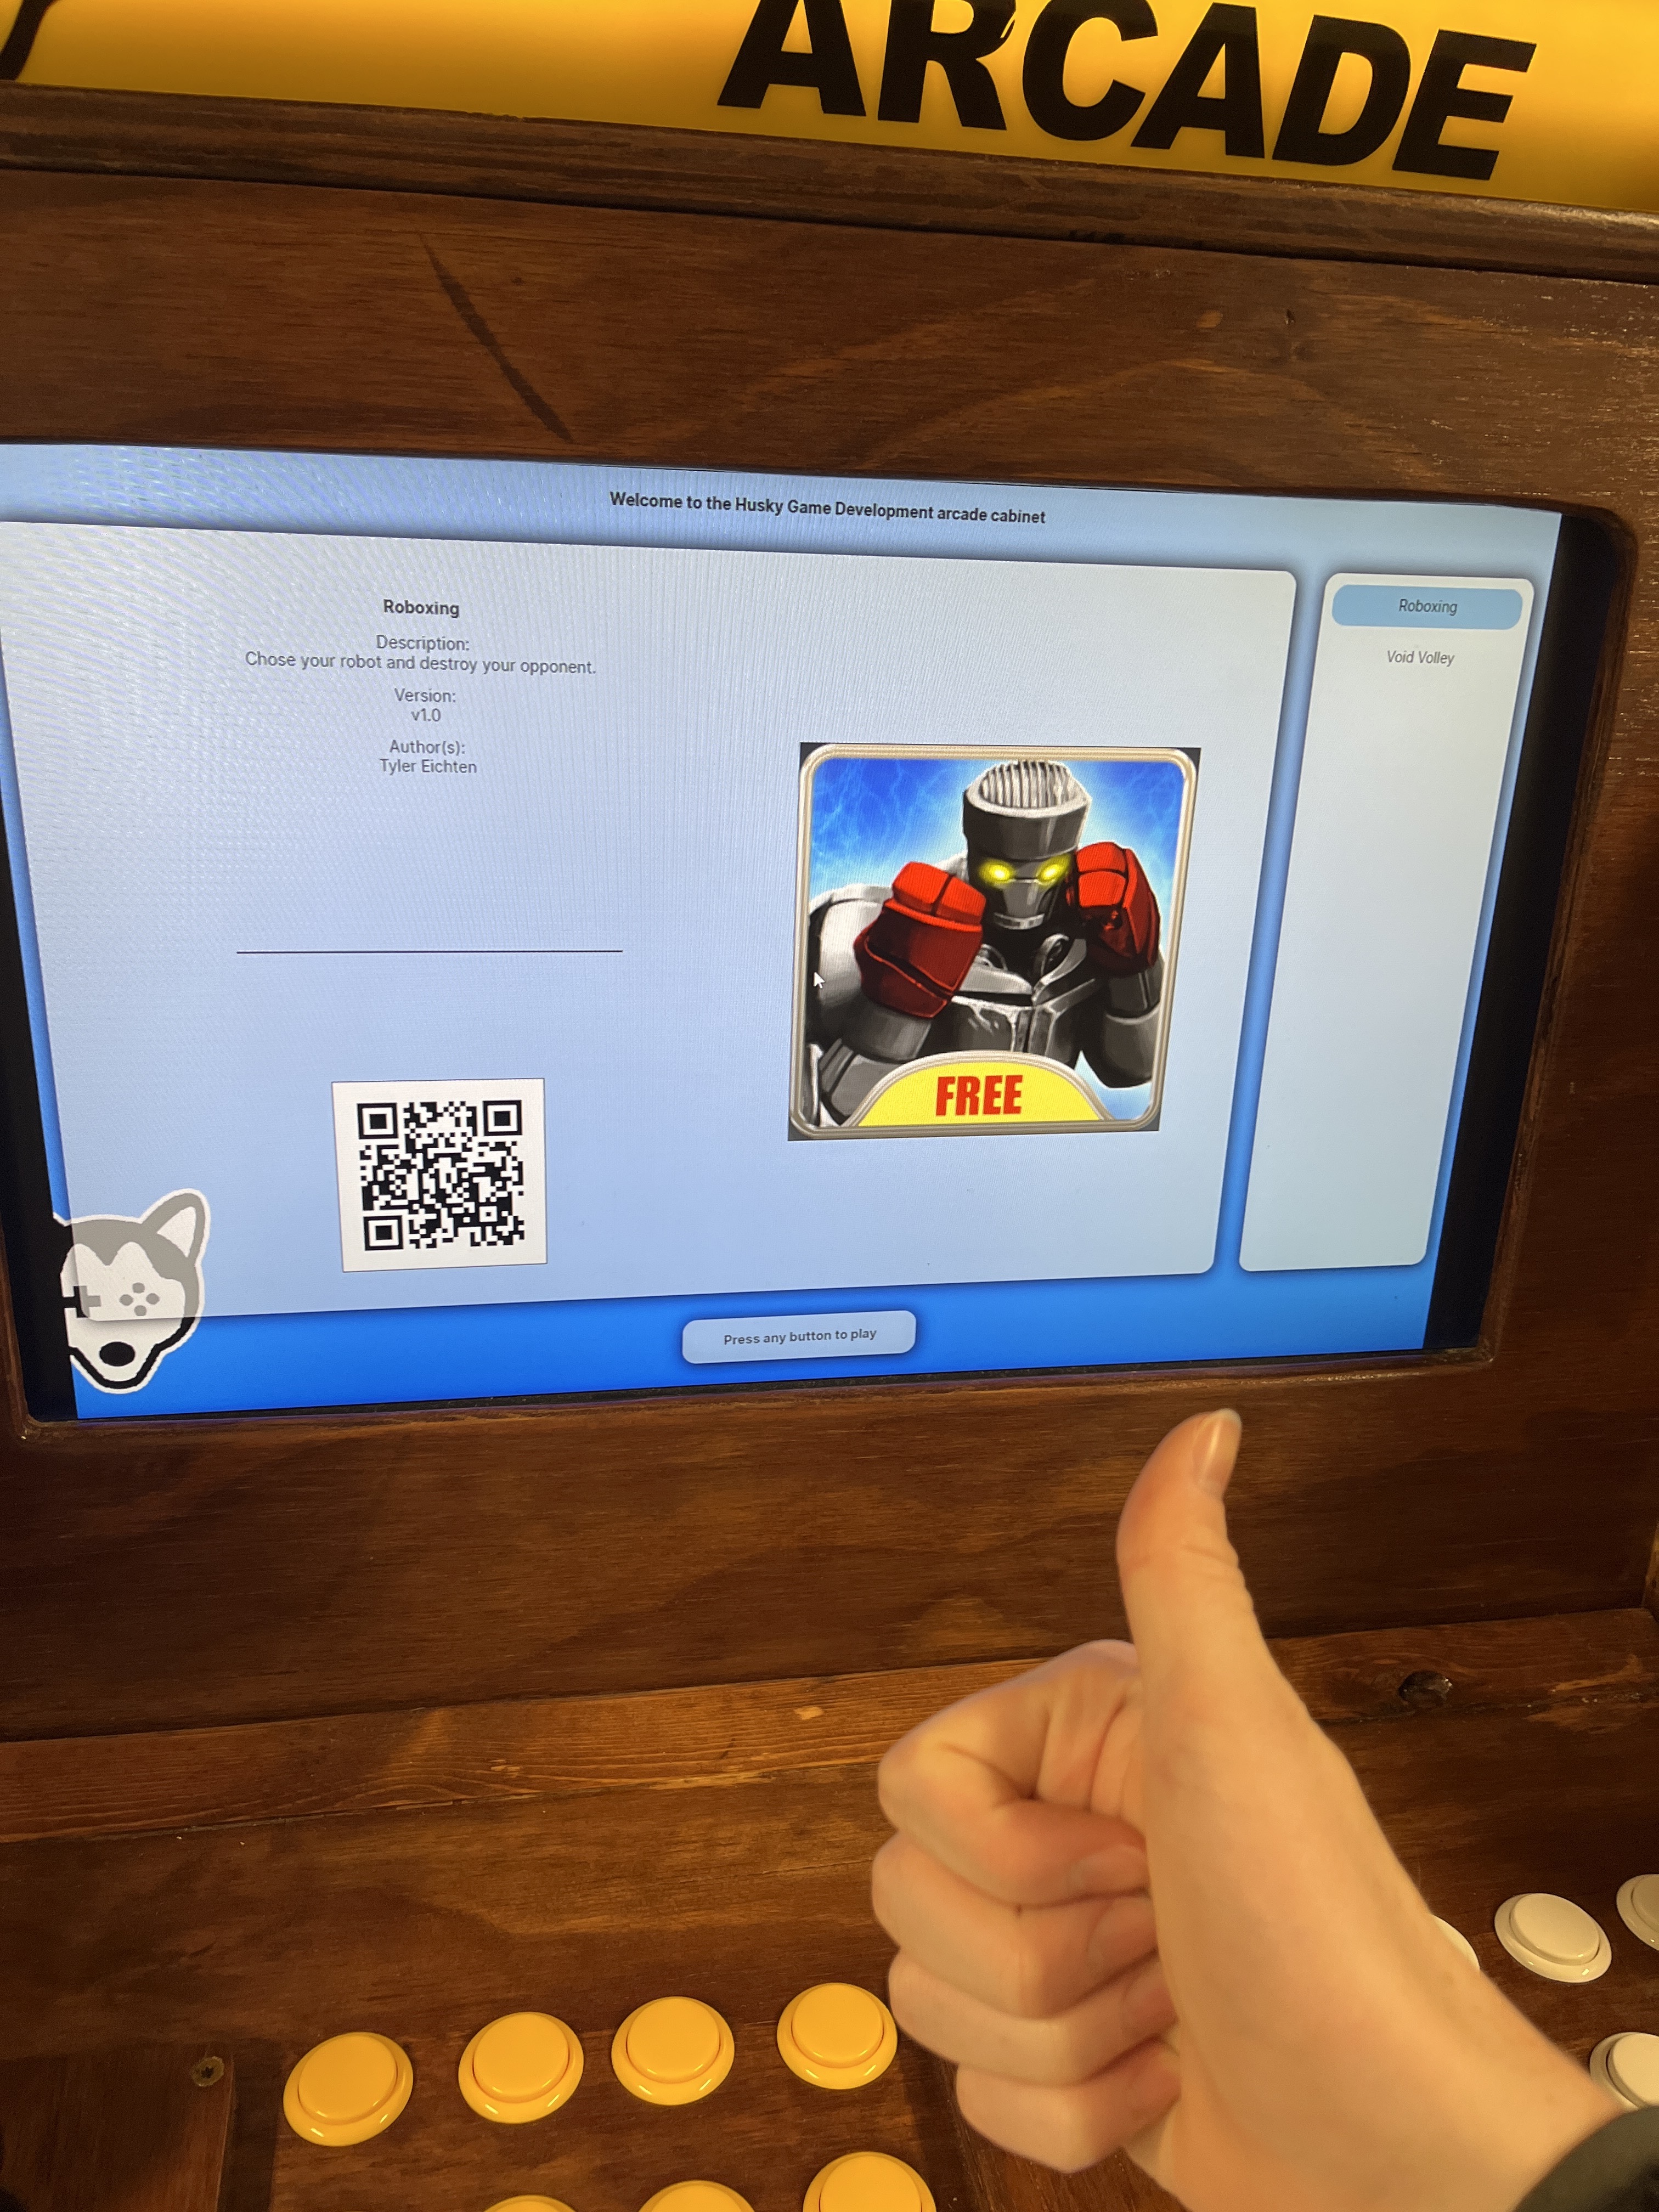 ARCADE
Welcome to the Husky Game Development arcade cabinet
Roboxing
Description:
Chose your robot and destroy your opponent.
Version:
v1.0
Author(s):
Tyler Eichten
FREE
Press any button to play
Roboxing
Void Volley